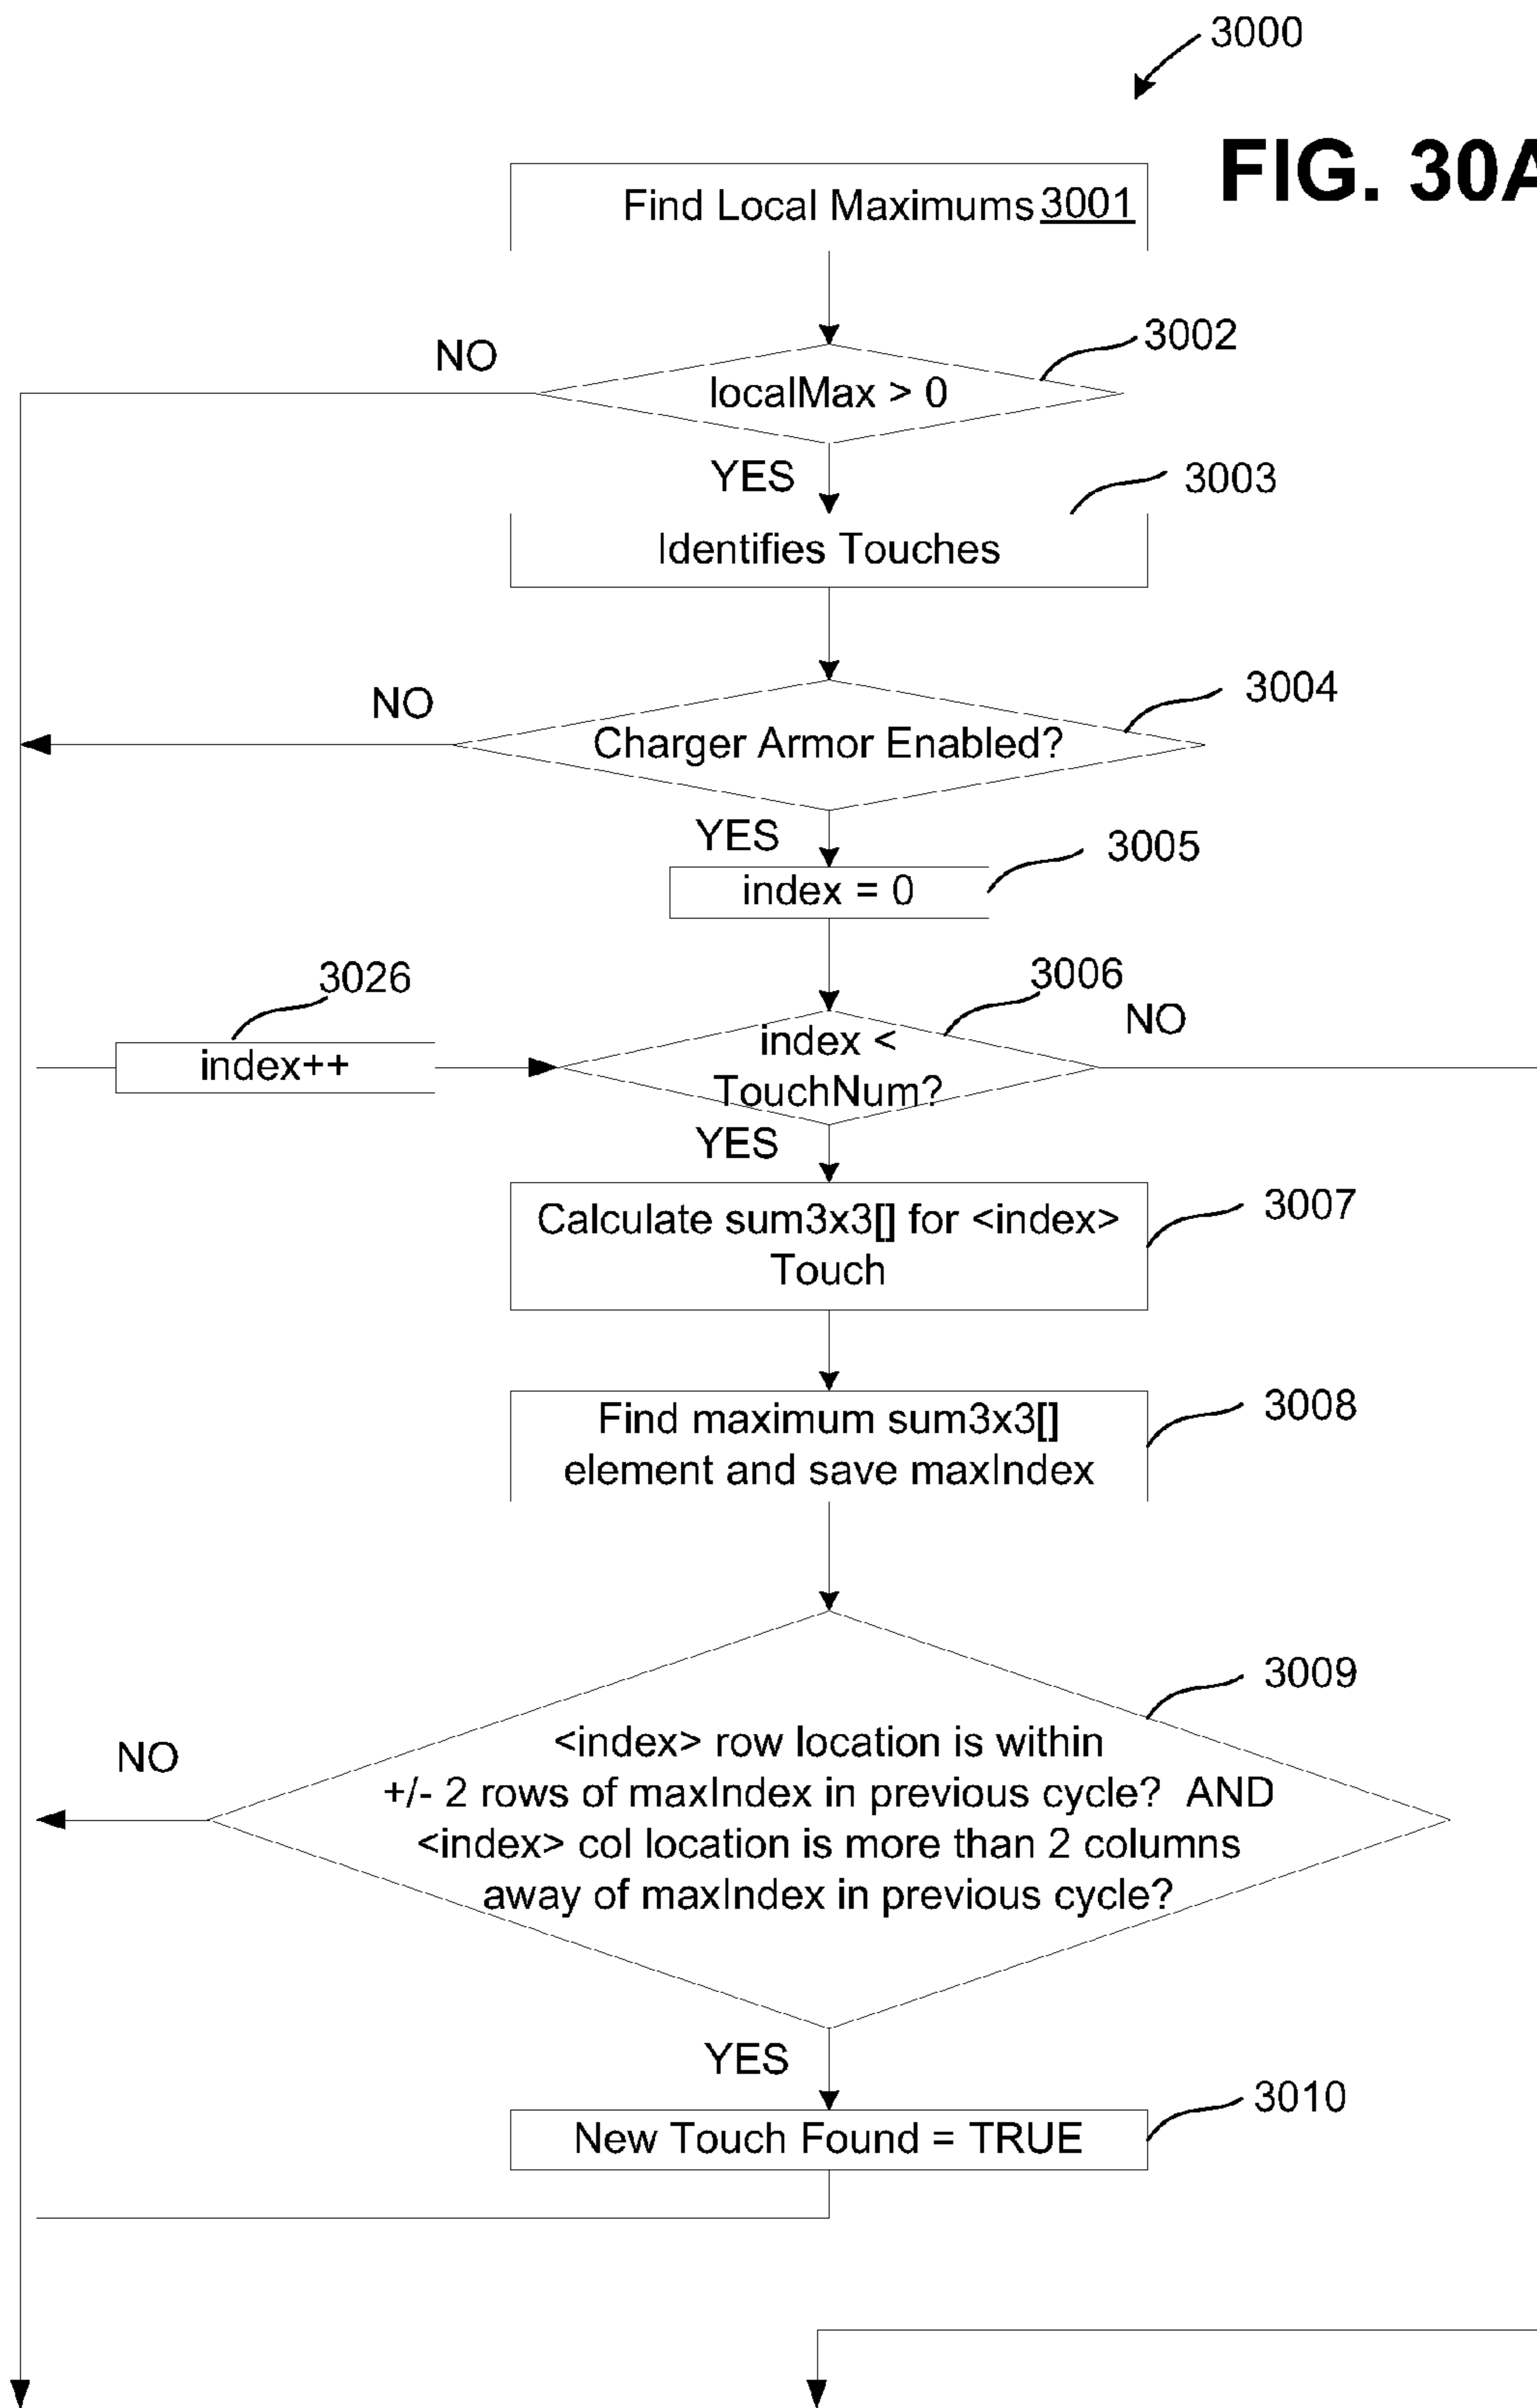 3000
FIG. 30A
Find Local Maximums 3001
3002
NO
localMax > 0
YES
3003
Identifies Touches
3004
NO
Charger Armor Enabled?
YES
3005
index = 0
3026
3006
NO
index++
index <
TouchNum?
YES
3007
Calculate sum3x3[] for <index>
Touch
3008
Find maximum sum3x3[]
element and save maxIndex
3009
NO
<index> row location is within
+/- 2 rows of maxIndex in previous cycle? AND
<index> col location is more than 2 columns
away of maxIndex in previous cycle?
YES
3010
New Touch Found = TRUE